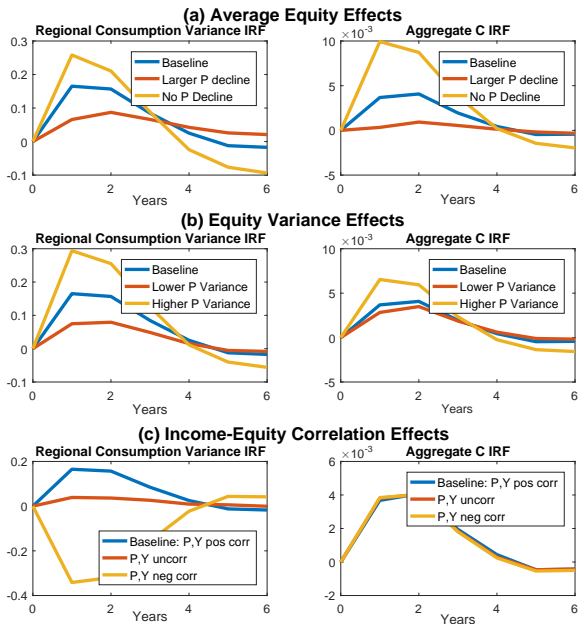 (a) Average Equity Effects
Regional Consumption Variance IRF
0.3
0.2
0.1
0
-0.1
0 2 4 6
Years
Baseline
Larger P decline
No P Decline
Aggregate C IRF
×10⁻³
10
5
0
-5
0 2 4 6
Years
Baseline
Larger P decline
No P Decline
(b) Equity Variance Effects
Regional Consumption Variance IRF
0.3
0.2
0.1
0
-0.1
0 2 4 6
Years
Baseline
Lower P Variance
Higher P Variance
Aggregate C IRF
×10⁻³
10
5
0
-5
0 2 4 6
Years
Baseline
Lower P Variance
Higher P Variance
(c) Income-Equity Correlation Effects
Regional Consumption Variance IRF
0.2
0
-0.2
-0.4
0 2 4 6
Years
Baseline: P,Y pos corr
P,Y uncorr
P,Y neg corr
Aggregate C IRF
×10⁻³
6
4
2
0
-2
0 2 4 6
Years
Baseline: P,Y pos corr
P,Y uncorr
P,Y neg corr